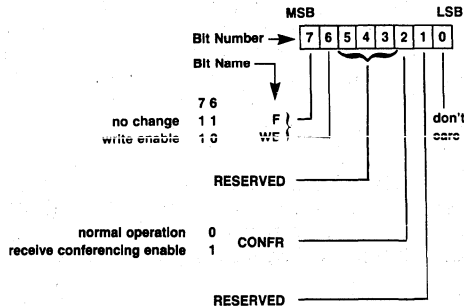 MSB LSB
Bit Number 7 6 5 4 3 2 1 0
Bit Name
7 6
no change 1 1 F don't
write enable 1 0 WE care
RESERVED
normal operation 0
receive conferencing enable 1 CONFR
RESERVED